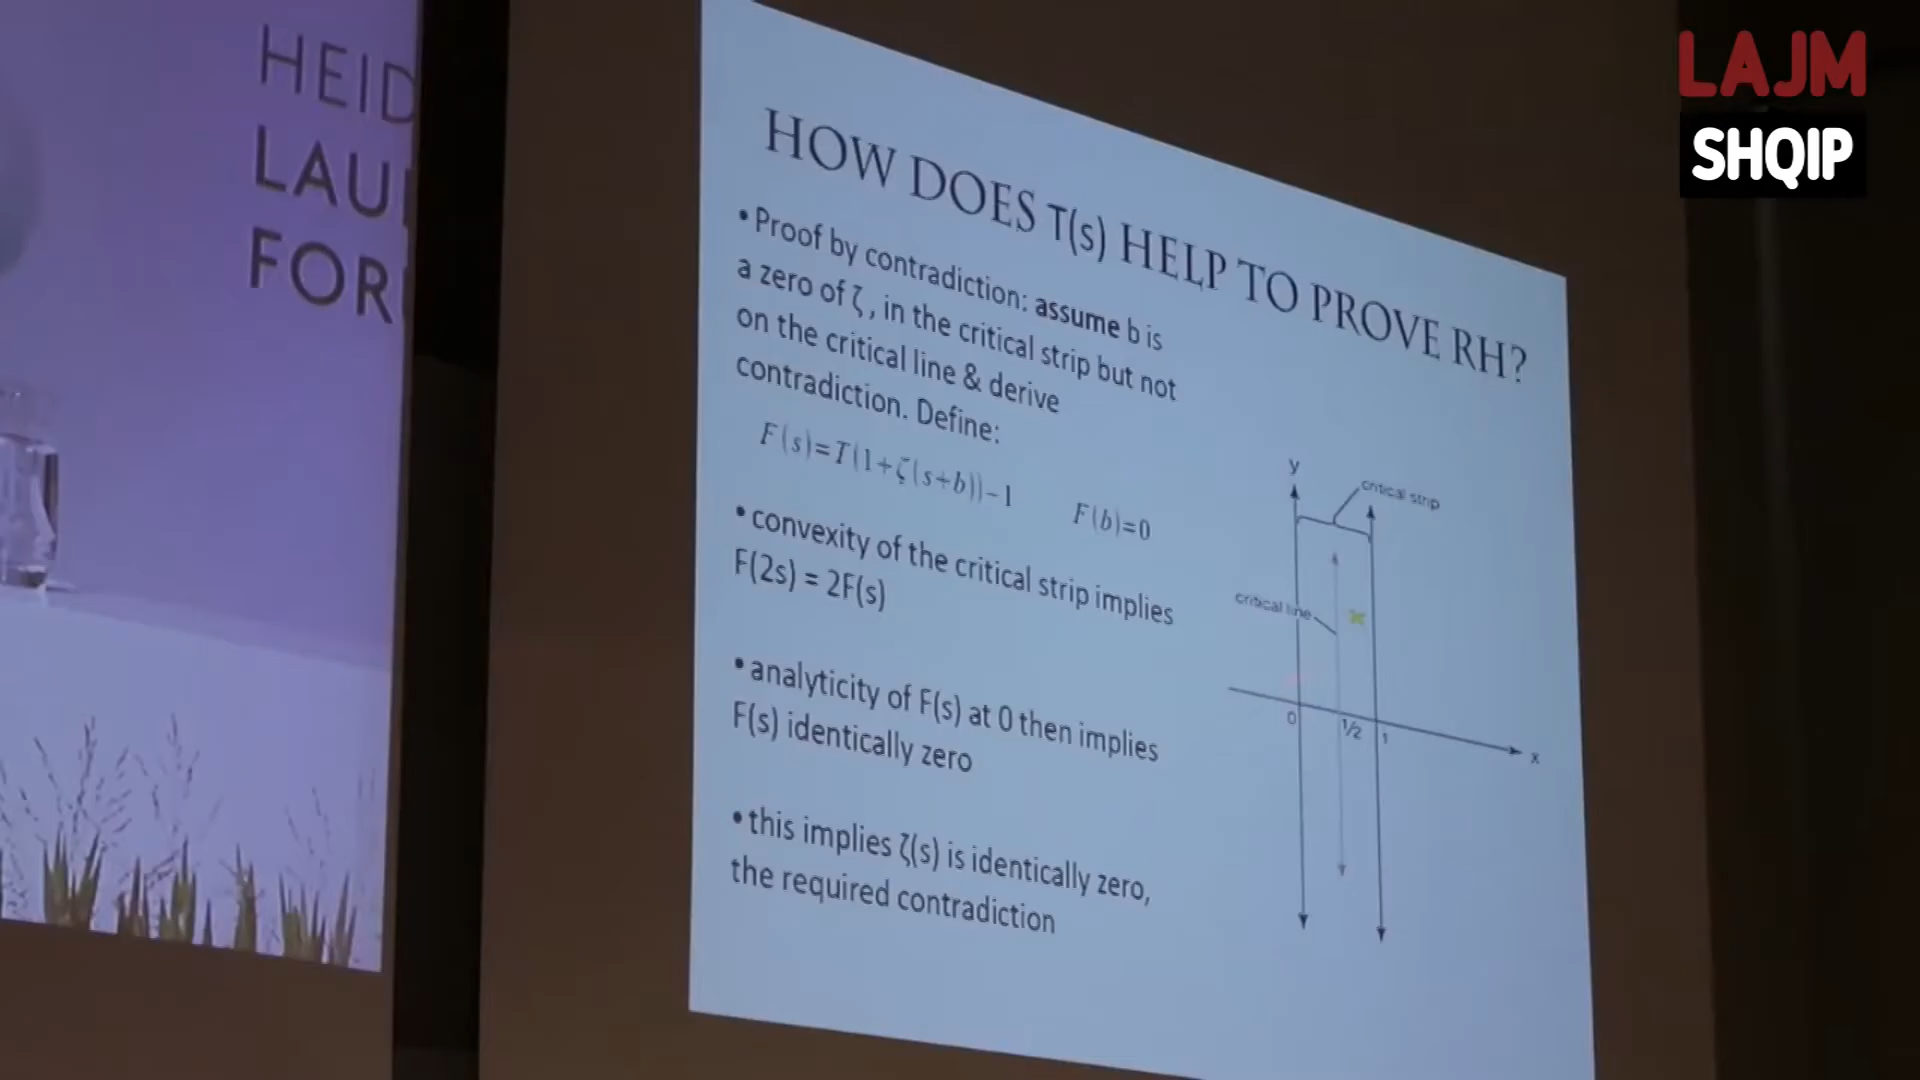 HEID
LAU
FOR
LAJM
SHQIP
HOW DOES T(s) HELP TO PROVE RH?
• Proof by contradiction: assume b is
a zero of ζ, in the critical strip but not
on the critical line & derive
contradiction. Define:
F(s)=T(1+ζ(s+b))−1 F(b)=0
• convexity of the critical strip implies
F(2s) = 2F(s)
• analyticity of F(s) at 0 then implies
F(s) identically zero
• this implies ζ(s) is identically zero,
the required contradiction
y
critical strip
critical line
0
½
1
x